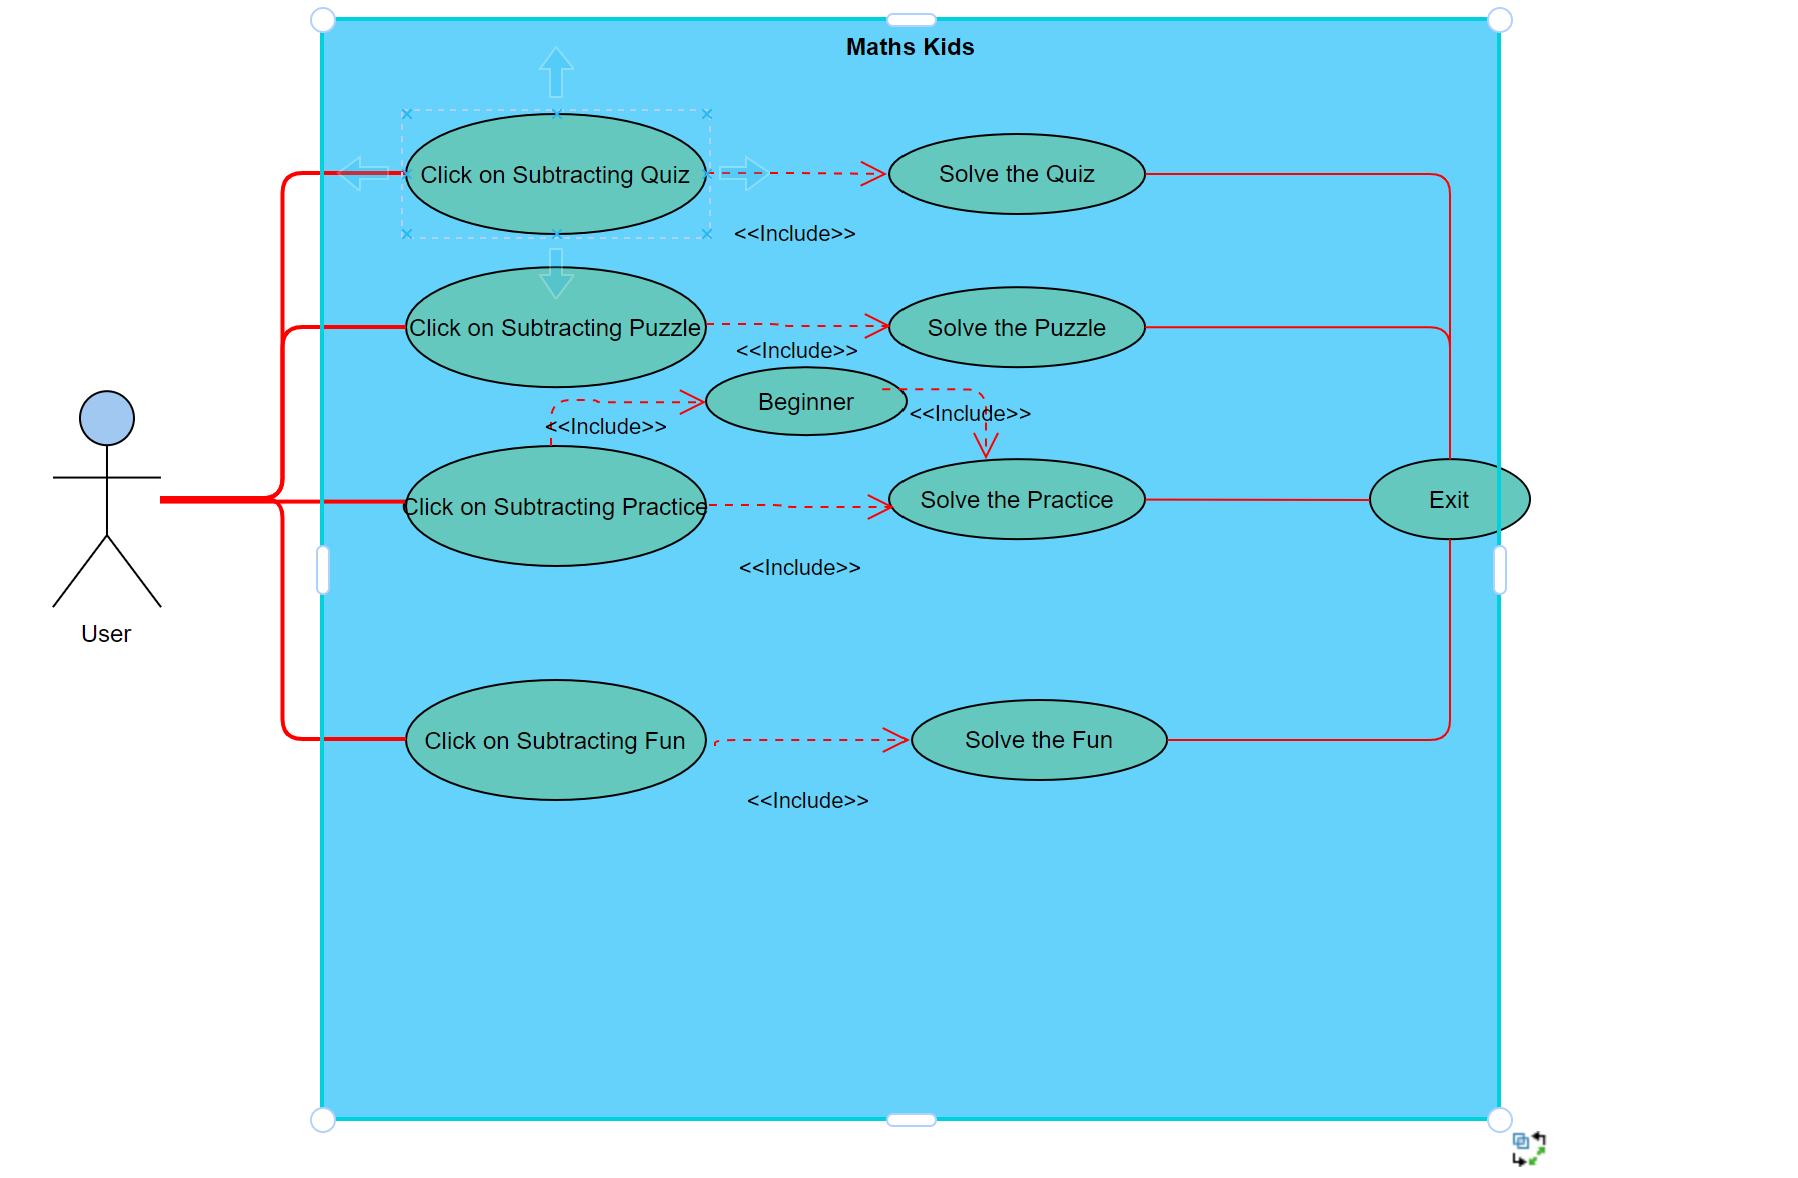 Maths Kids
Click on Subtracting Quiz
Solve the Quiz
<<Include>>
Click on Subtracting Puzzle
Solve the Puzzle
<<Include>>
Beginner
<<Include>>
<<Include>>
Click on Subtracting Practice
Solve the Practice
Exit
<<Include>>
User
Click on Subtracting Fun
Solve the Fun
<<Include>>